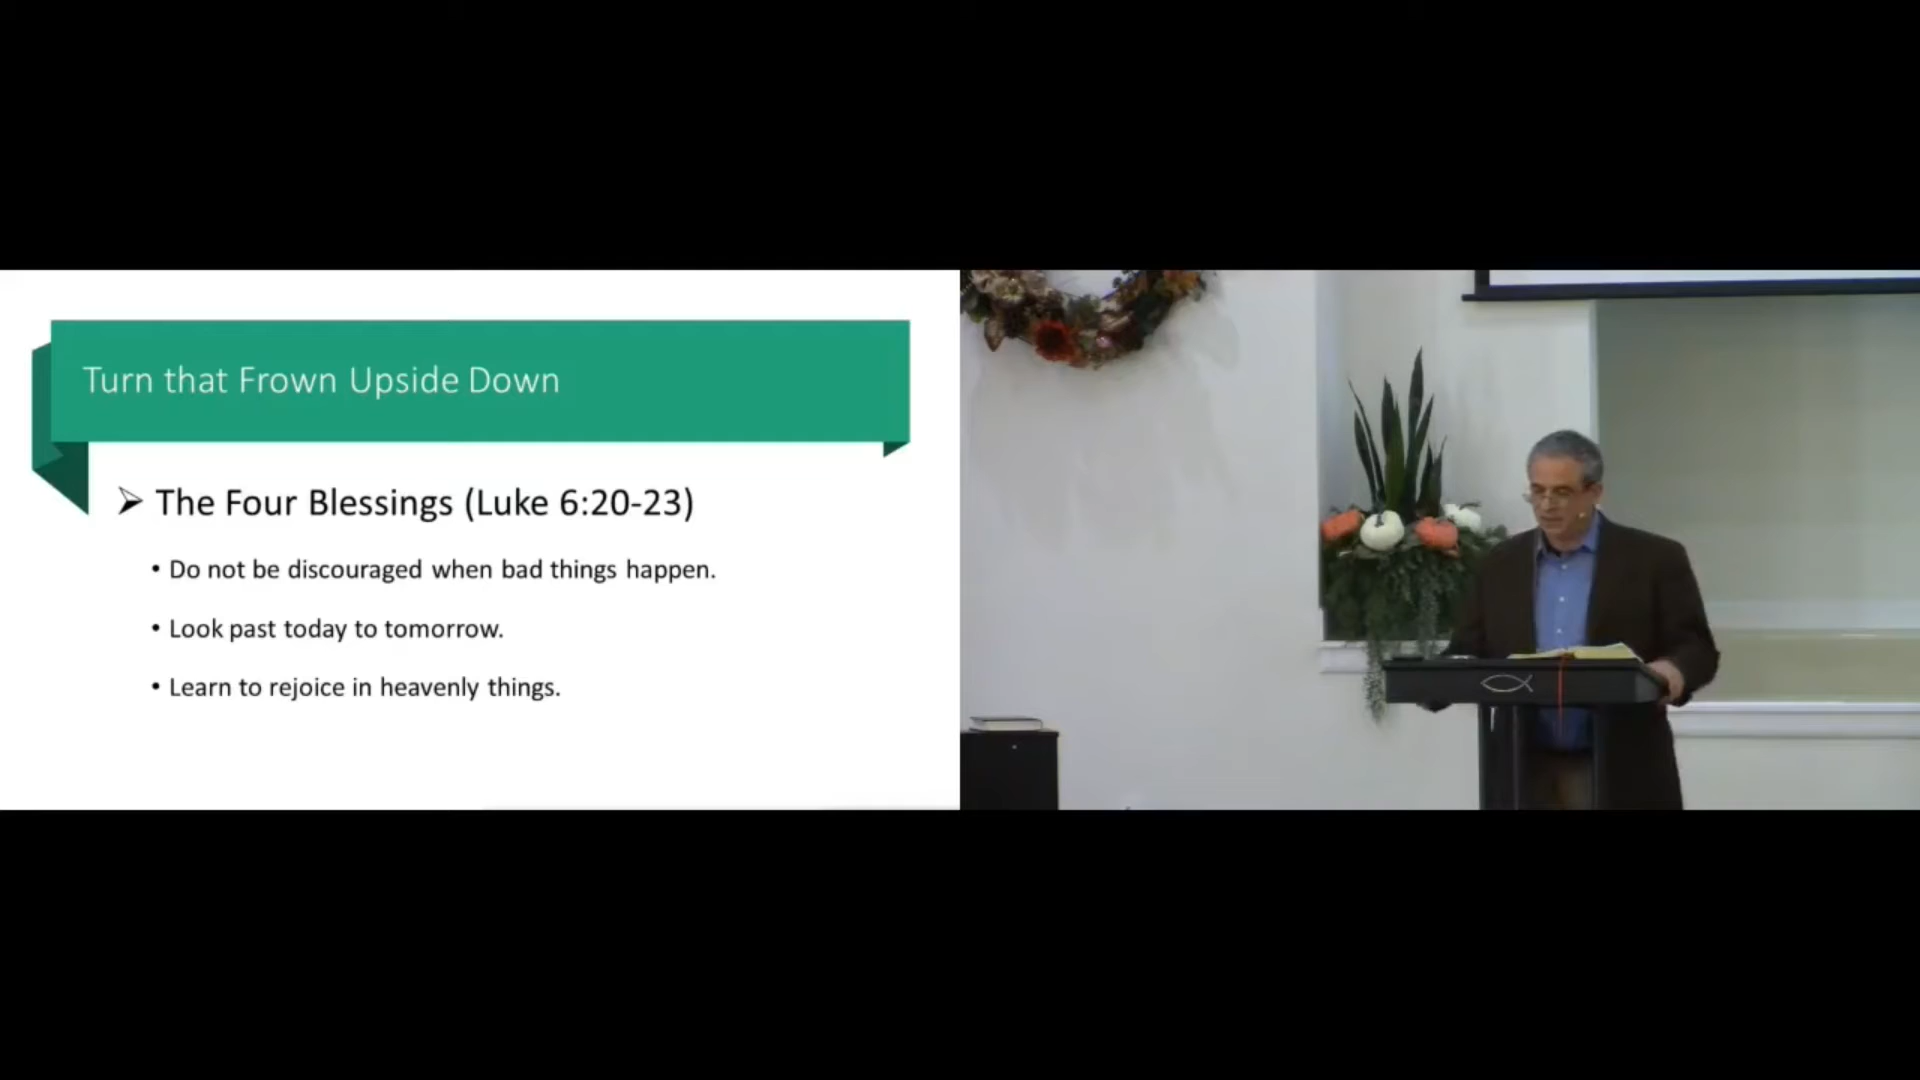 Turn that Frown Upside Down
➢ The Four Blessings (Luke 6:20-23)
• Do not be discouraged when bad things happen.
• Look past today to tomorrow.
• Learn to rejoice in heavenly things.